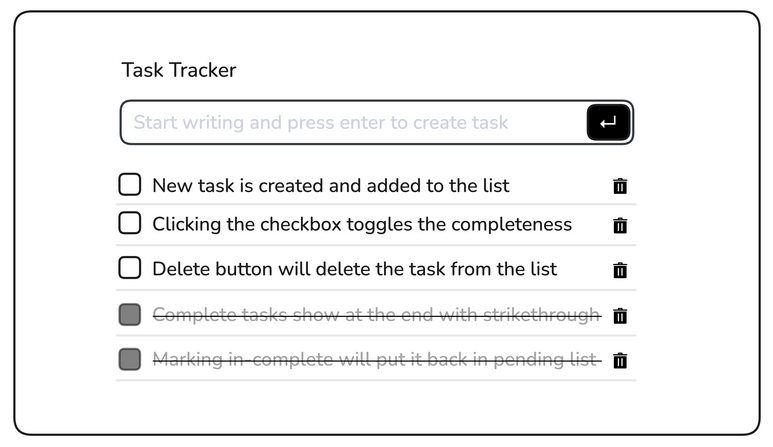 Task Tracker
Start writing and press enter to create task
New task is created and added to the list
Clicking the checkbox toggles the completeness
Delete button will delete the task from the list
Complete tasks show at the end with strikethrough
Marking in-complete will put it back in pending list